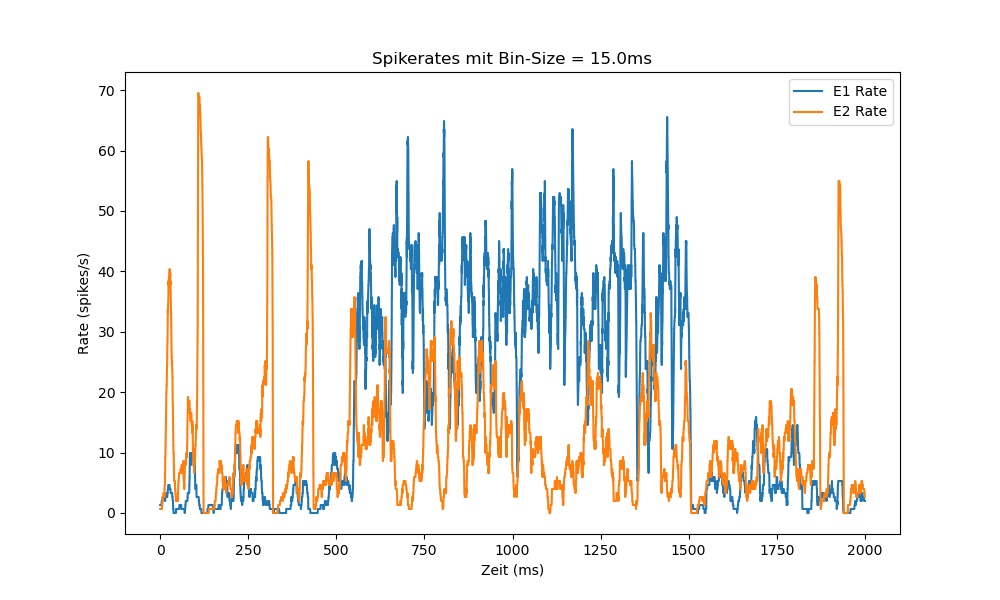 Spikerates mit Bin-Size = 15.0ms
E1 Rate
E2 Rate
Rate (spikes/s)
70
60
50
40
30
20
10
0
0 250 500 750 1000 1250 1500 1750 2000
Zeit (ms)